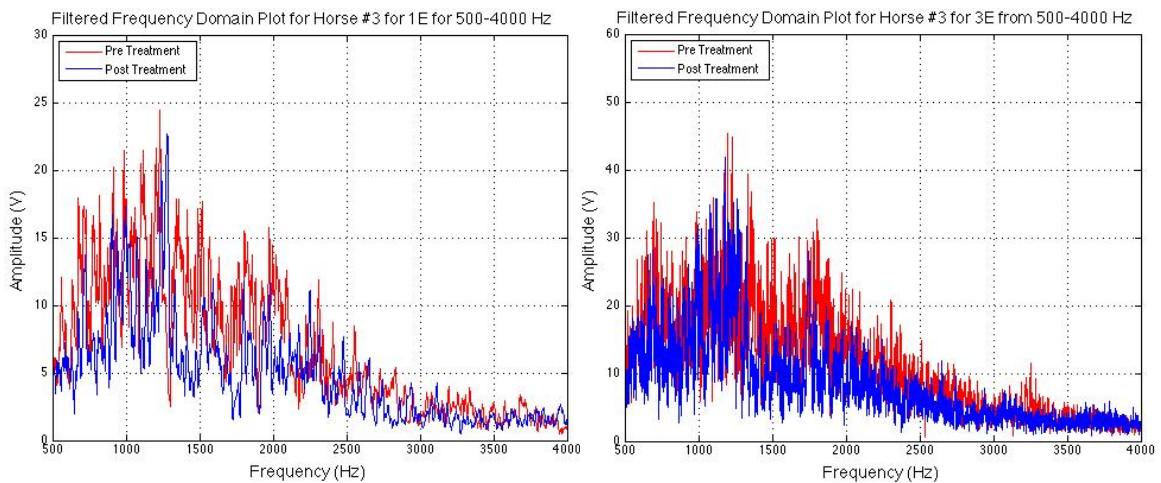 Filtered Frequency Domain Plot for Horse #3 for 1E for 500-4000 Hz
30
25
20
15
10
5
0
Amplitude (V)
Pre Treatment
Post Treatment
500 1000 1500 2000 2500 3000 3500 4000
Frequency (Hz)
Filtered Frequency Domain Plot for Horse #3 for 3E from 500-4000 Hz
60
50
40
30
20
10
0
Amplitude (V)
Pre Treatment
Post Treatment
500 1000 1500 2000 2500 3000 3500 4000
Frequency (Hz)